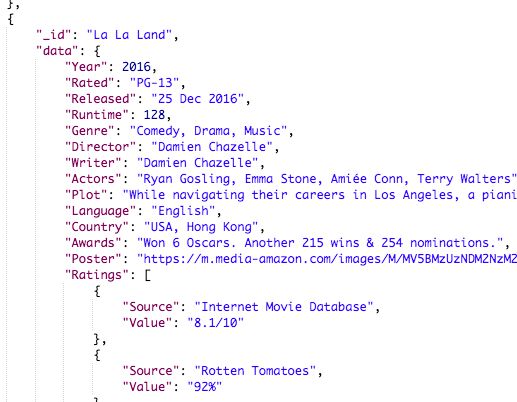 },
{
"_id": "La La Land",
"data": {
"Year": 2016,
"Rated": "PG-13",
"Released": "25 Dec 2016",
"Runtime": 128,
"Genre": "Comedy, Drama, Music",
"Director": "Damien Chazelle",
"Writer": "Damien Chazelle",
"Actors": "Ryan Gosling, Emma Stone, Amiée Conn, Terry Walters"
"Plot": "While navigating their careers in Los Angeles, a piani
"Language": "English",
"Country": "USA, Hong Kong",
"Awards": "Won 6 Oscars. Another 215 wins & 254 nominations.",
"Poster": "https://m.media-amazon.com/images/M/MV5BMzUzNDM2NzM2
"Ratings": [
{
"Source": "Internet Movie Database",
"Value": "8.1/10"
},
{
"Source": "Rotten Tomatoes",
"Value": "92%"
}